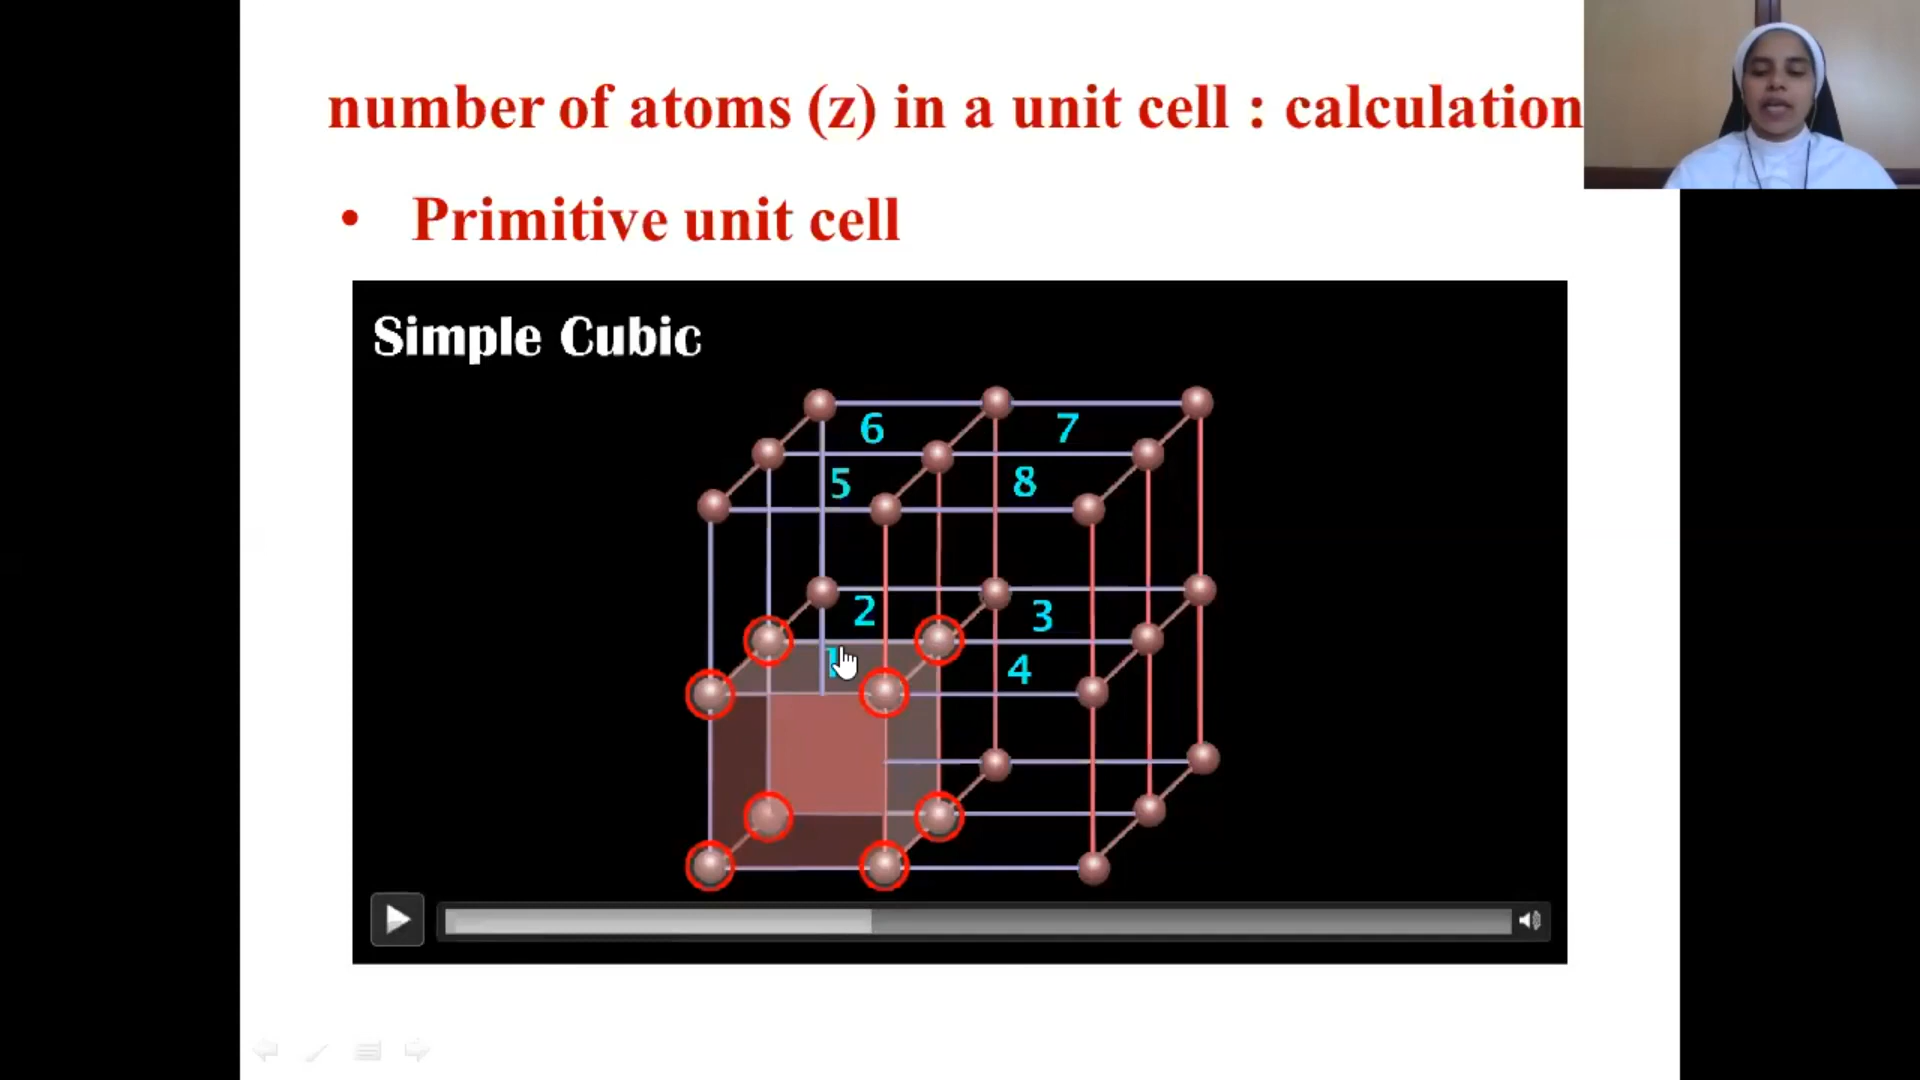 number of atoms (z) in a unit cell : calculation
• Primitive unit cell
Simple Cubic
6 7
5 8
2 3
1 4